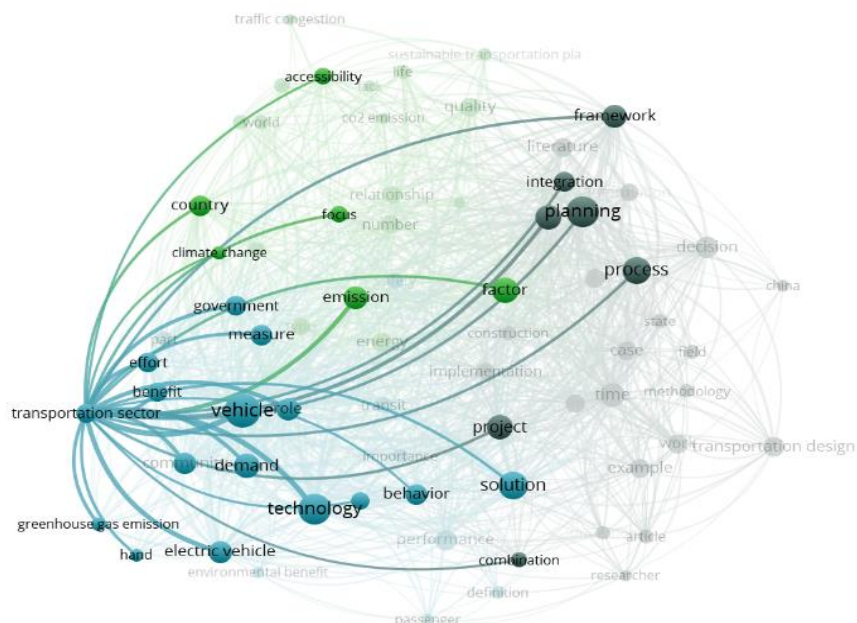 traffic congestion
sustainable transportation pla
accessibility
life
quality
co2 emission
world
framework
literature
integration
relationship
country
focus
number
planning
climate change
decision
process
china
government
emission
factor
measure
energy
construction
state
part
effort
implementation
case
field
benefit
transportation sector
vehicle
role
transit
time
methodology
project
work
transportation design
demand
importance
example
behavior
solution
technology
greenhouse gas emission
hand
electric vehicle
performance
article
combination
environmental benefit
researcher
definition
passenger